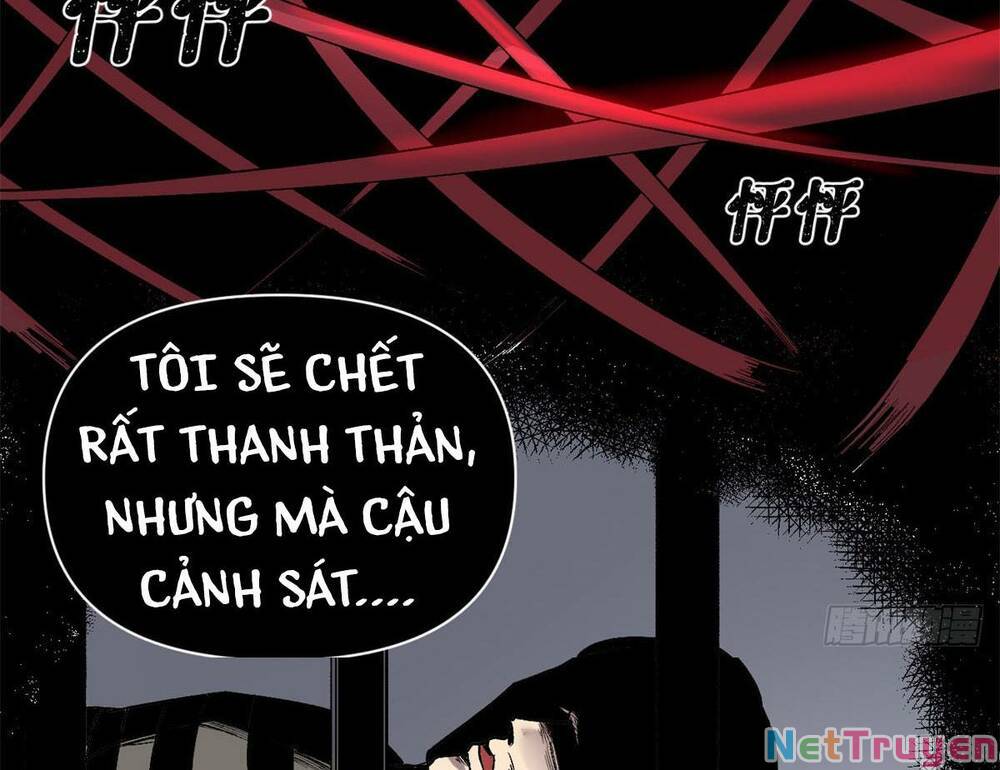 怦怦
怦怦
TÔI SẼ CHẾT
RẤT THANH THẢN,
NHƯNG MÀ CẬU
CẢNH SÁT....
NetTruyen